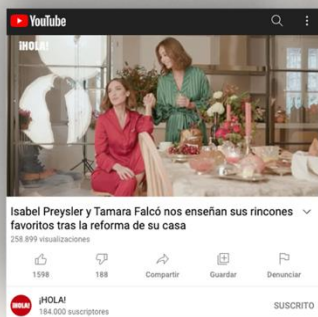 YouTube
¡HOLA!
Isabel Preysler y Tamara Falcó nos enseñan sus rincones
favoritos tras la reforma de su casa
258.899 visualizaciones
1598 188 Compartir Guardar Denunciar
¡HOLA!
¡HOLA! SUSCRITO
184.000 suscriptores